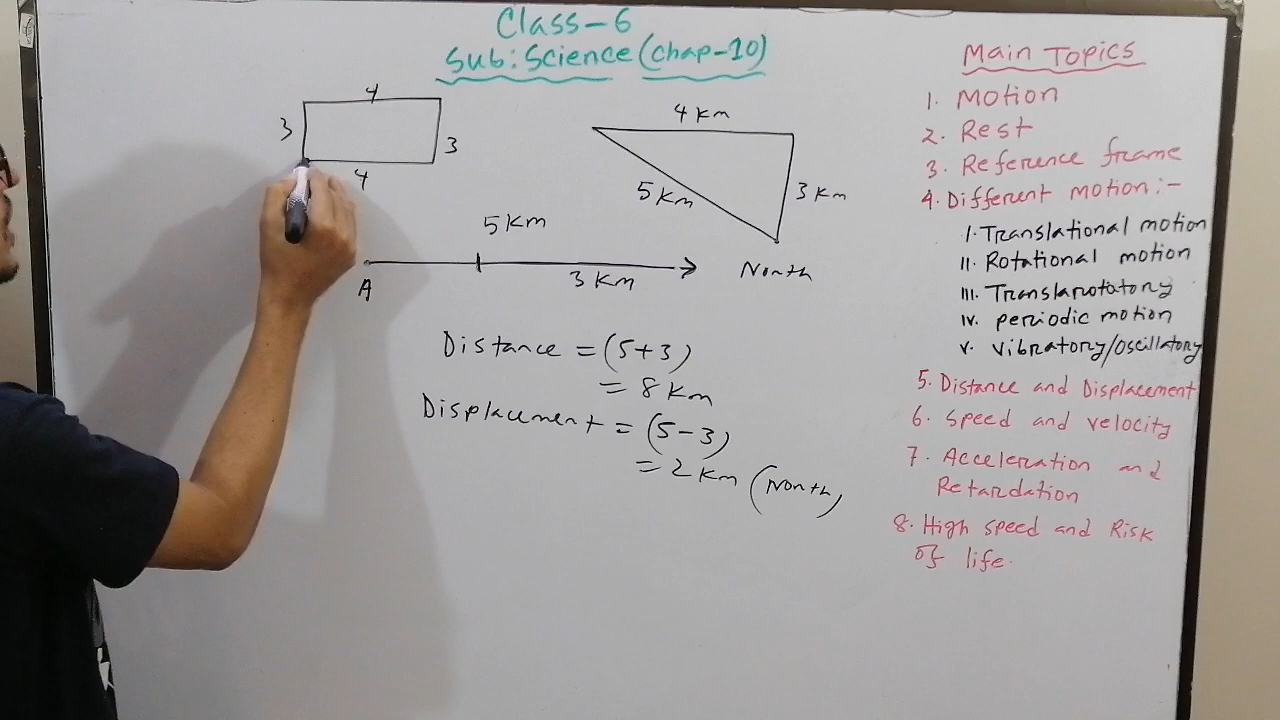 Class-6
Sub: Science (chap-10)
4
3
3
4
4 Km
5 Km
3 Km
5 Km
A
3 Km
North
Distance = (5+3)
= 8 Km
Displacement = (5-3)
= 2 Km (North)
Main Topics
1. Motion
2. Rest
3. Reference frame
4. Different motion:-
I. Translational motion
II. Rotational motion
III. Translarotatory
IV. periodic motion
V. vibratory/oscillatory
5. Distance and Displacement
6. Speed and velocity
7. Acceleration and
Retardation
8. High speed and Risk
of life.